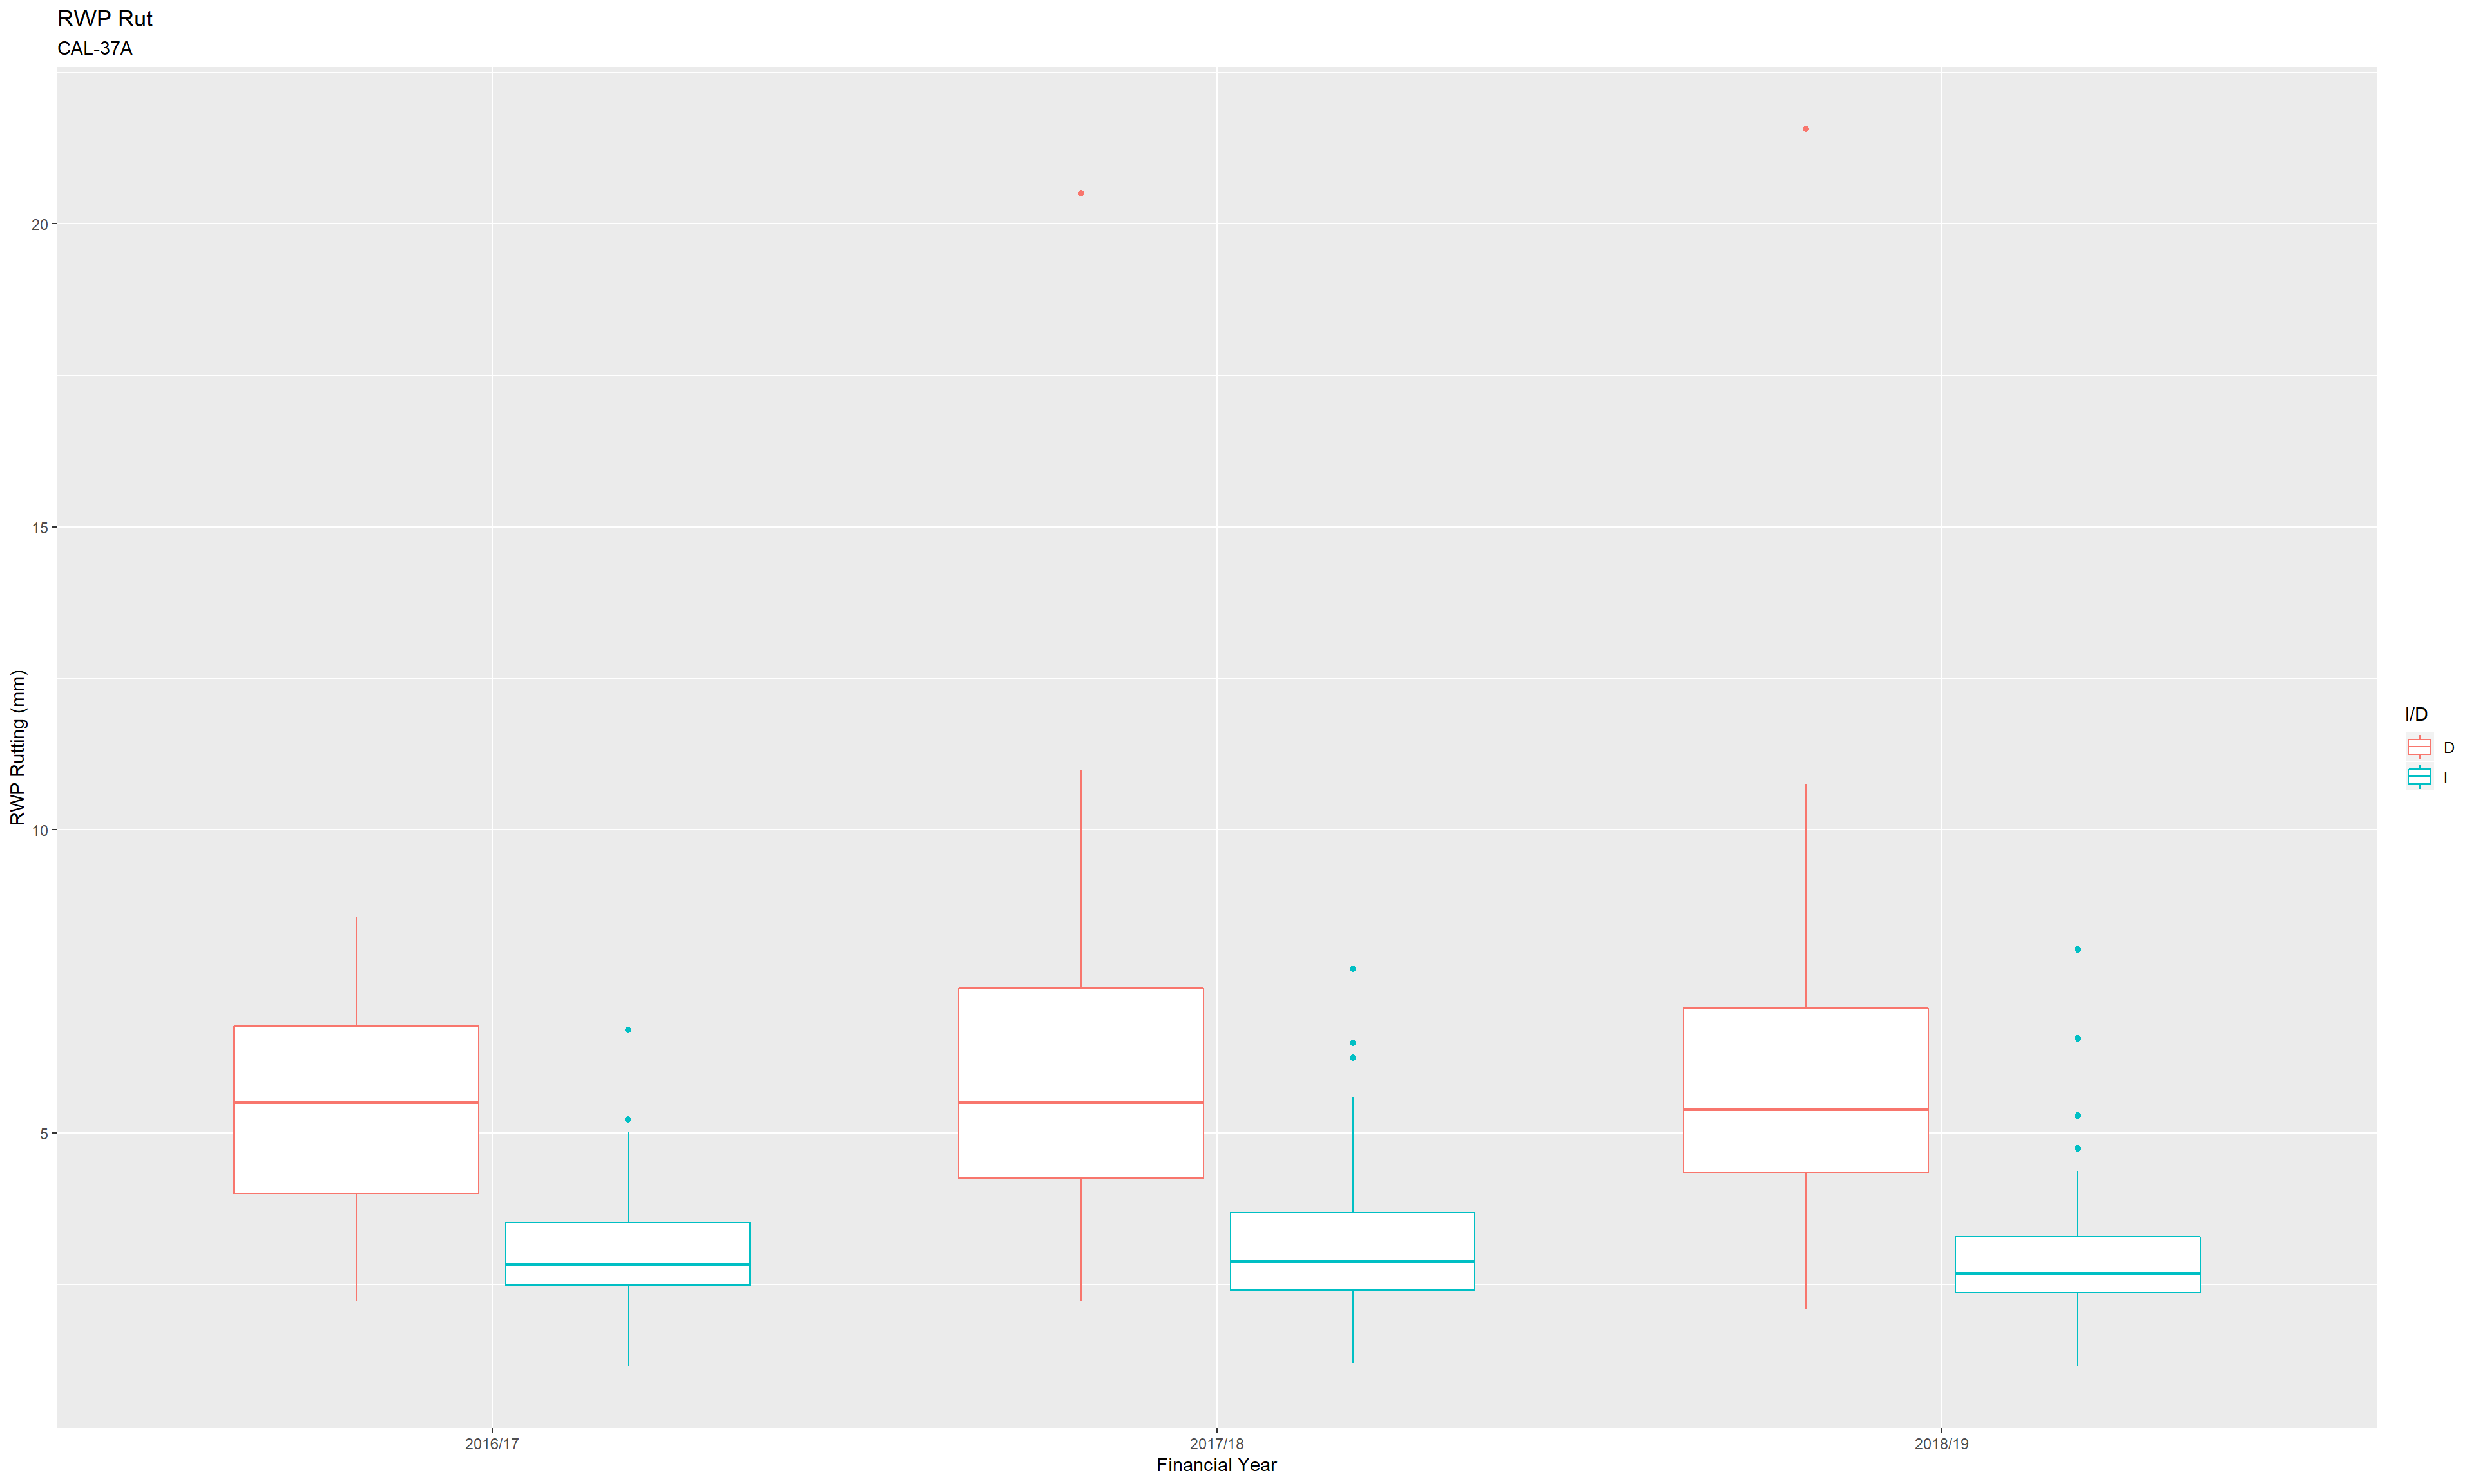 RWP Rut
CAL-37A
RWP Rutting (mm)
20
15
10
5
2016/17
2017/18
2018/19
Financial Year
I/D
D
I